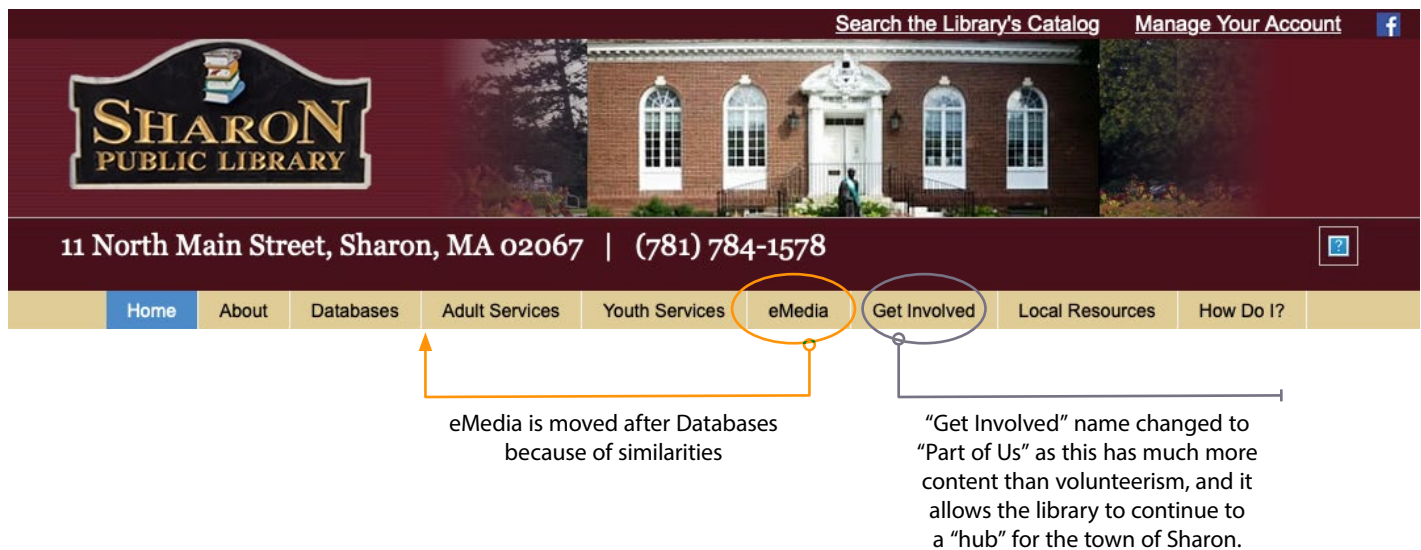 Search the Library's Catalog Manage Your Account f
SHARON
PUBLIC LIBRARY
11 North Main Street, Sharon, MA 02067 | (781) 784-1578 ?
Home About Databases Adult Services Youth Services eMedia Get Involved Local Resources How Do I?
eMedia is moved after Databases
because of similarities
“Get Involved” name changed to
“Part of Us” as this has much more
content than volunteerism, and it
allows the library to continue to
a “hub” for the town of Sharon.